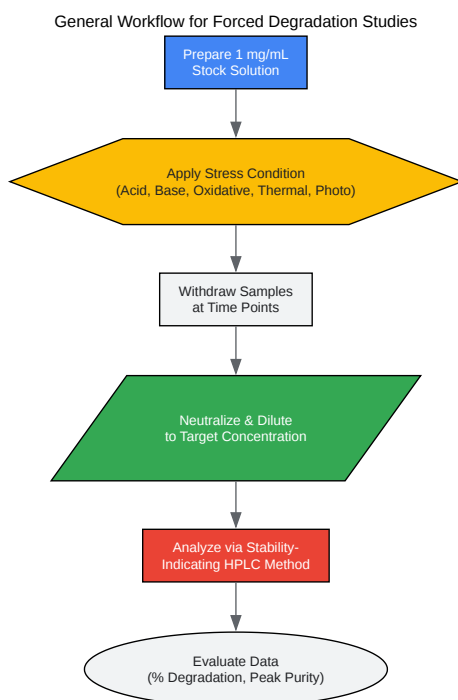 General Workflow for Forced Degradation Studies
Prepare 1 mg/mL
Stock Solution
Apply Stress Condition
(Acid, Base, Oxidative, Thermal, Photo)
Withdraw Samples
at Time Points
Neutralize & Dilute
to Target Concentration
Analyze via Stability-
Indicating HPLC Method
Evaluate Data
(% Degradation, Peak Purity)